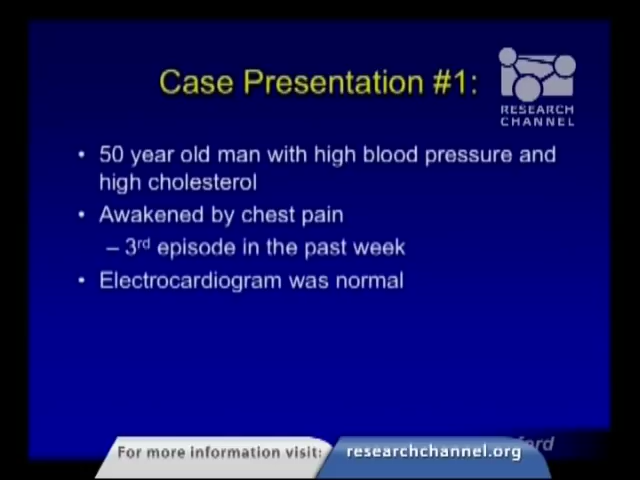 Case Presentation #1:
RESEARCH
CHANNEL
• 50 year old man with high blood pressure and
high cholesterol
• Awakened by chest pain
– 3rd episode in the past week
• Electrocardiogram was normal
For more information visit: researchchannel.org